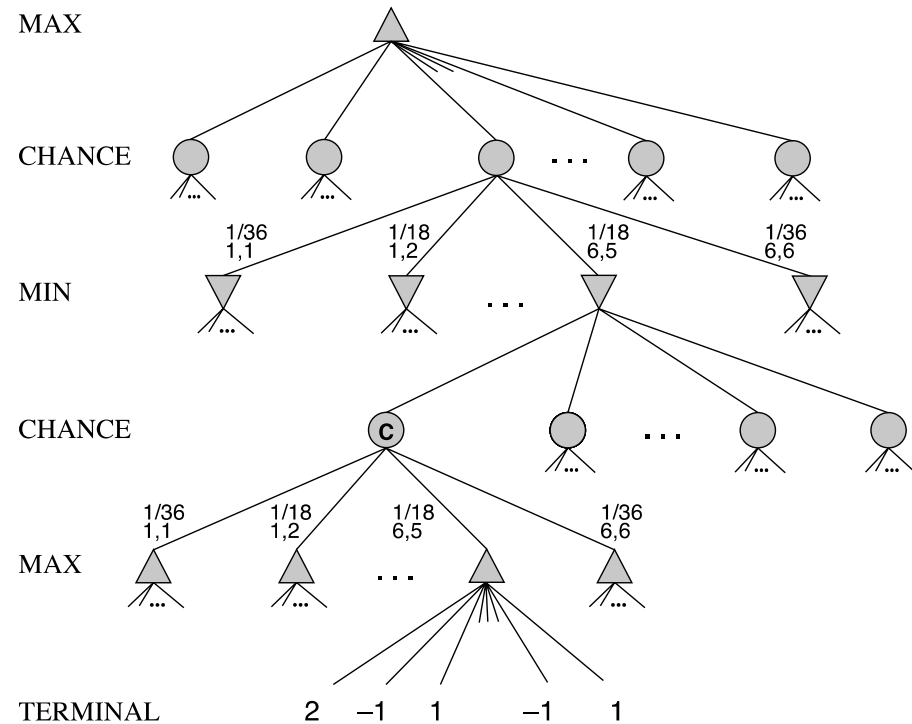 MAX
CHANCE
...
... ... ... ...
1/36 1/18 1/18 1/36
1,1 1,2 6,5 6,6
MIN
...
... ... ...
CHANCE
C
...
... ... ...
1/36 1/18 1/18 1/36
1,1 1,2 6,5 6,6
MAX
...
... ... ...
TERMINAL 2 –1 1 –1 1